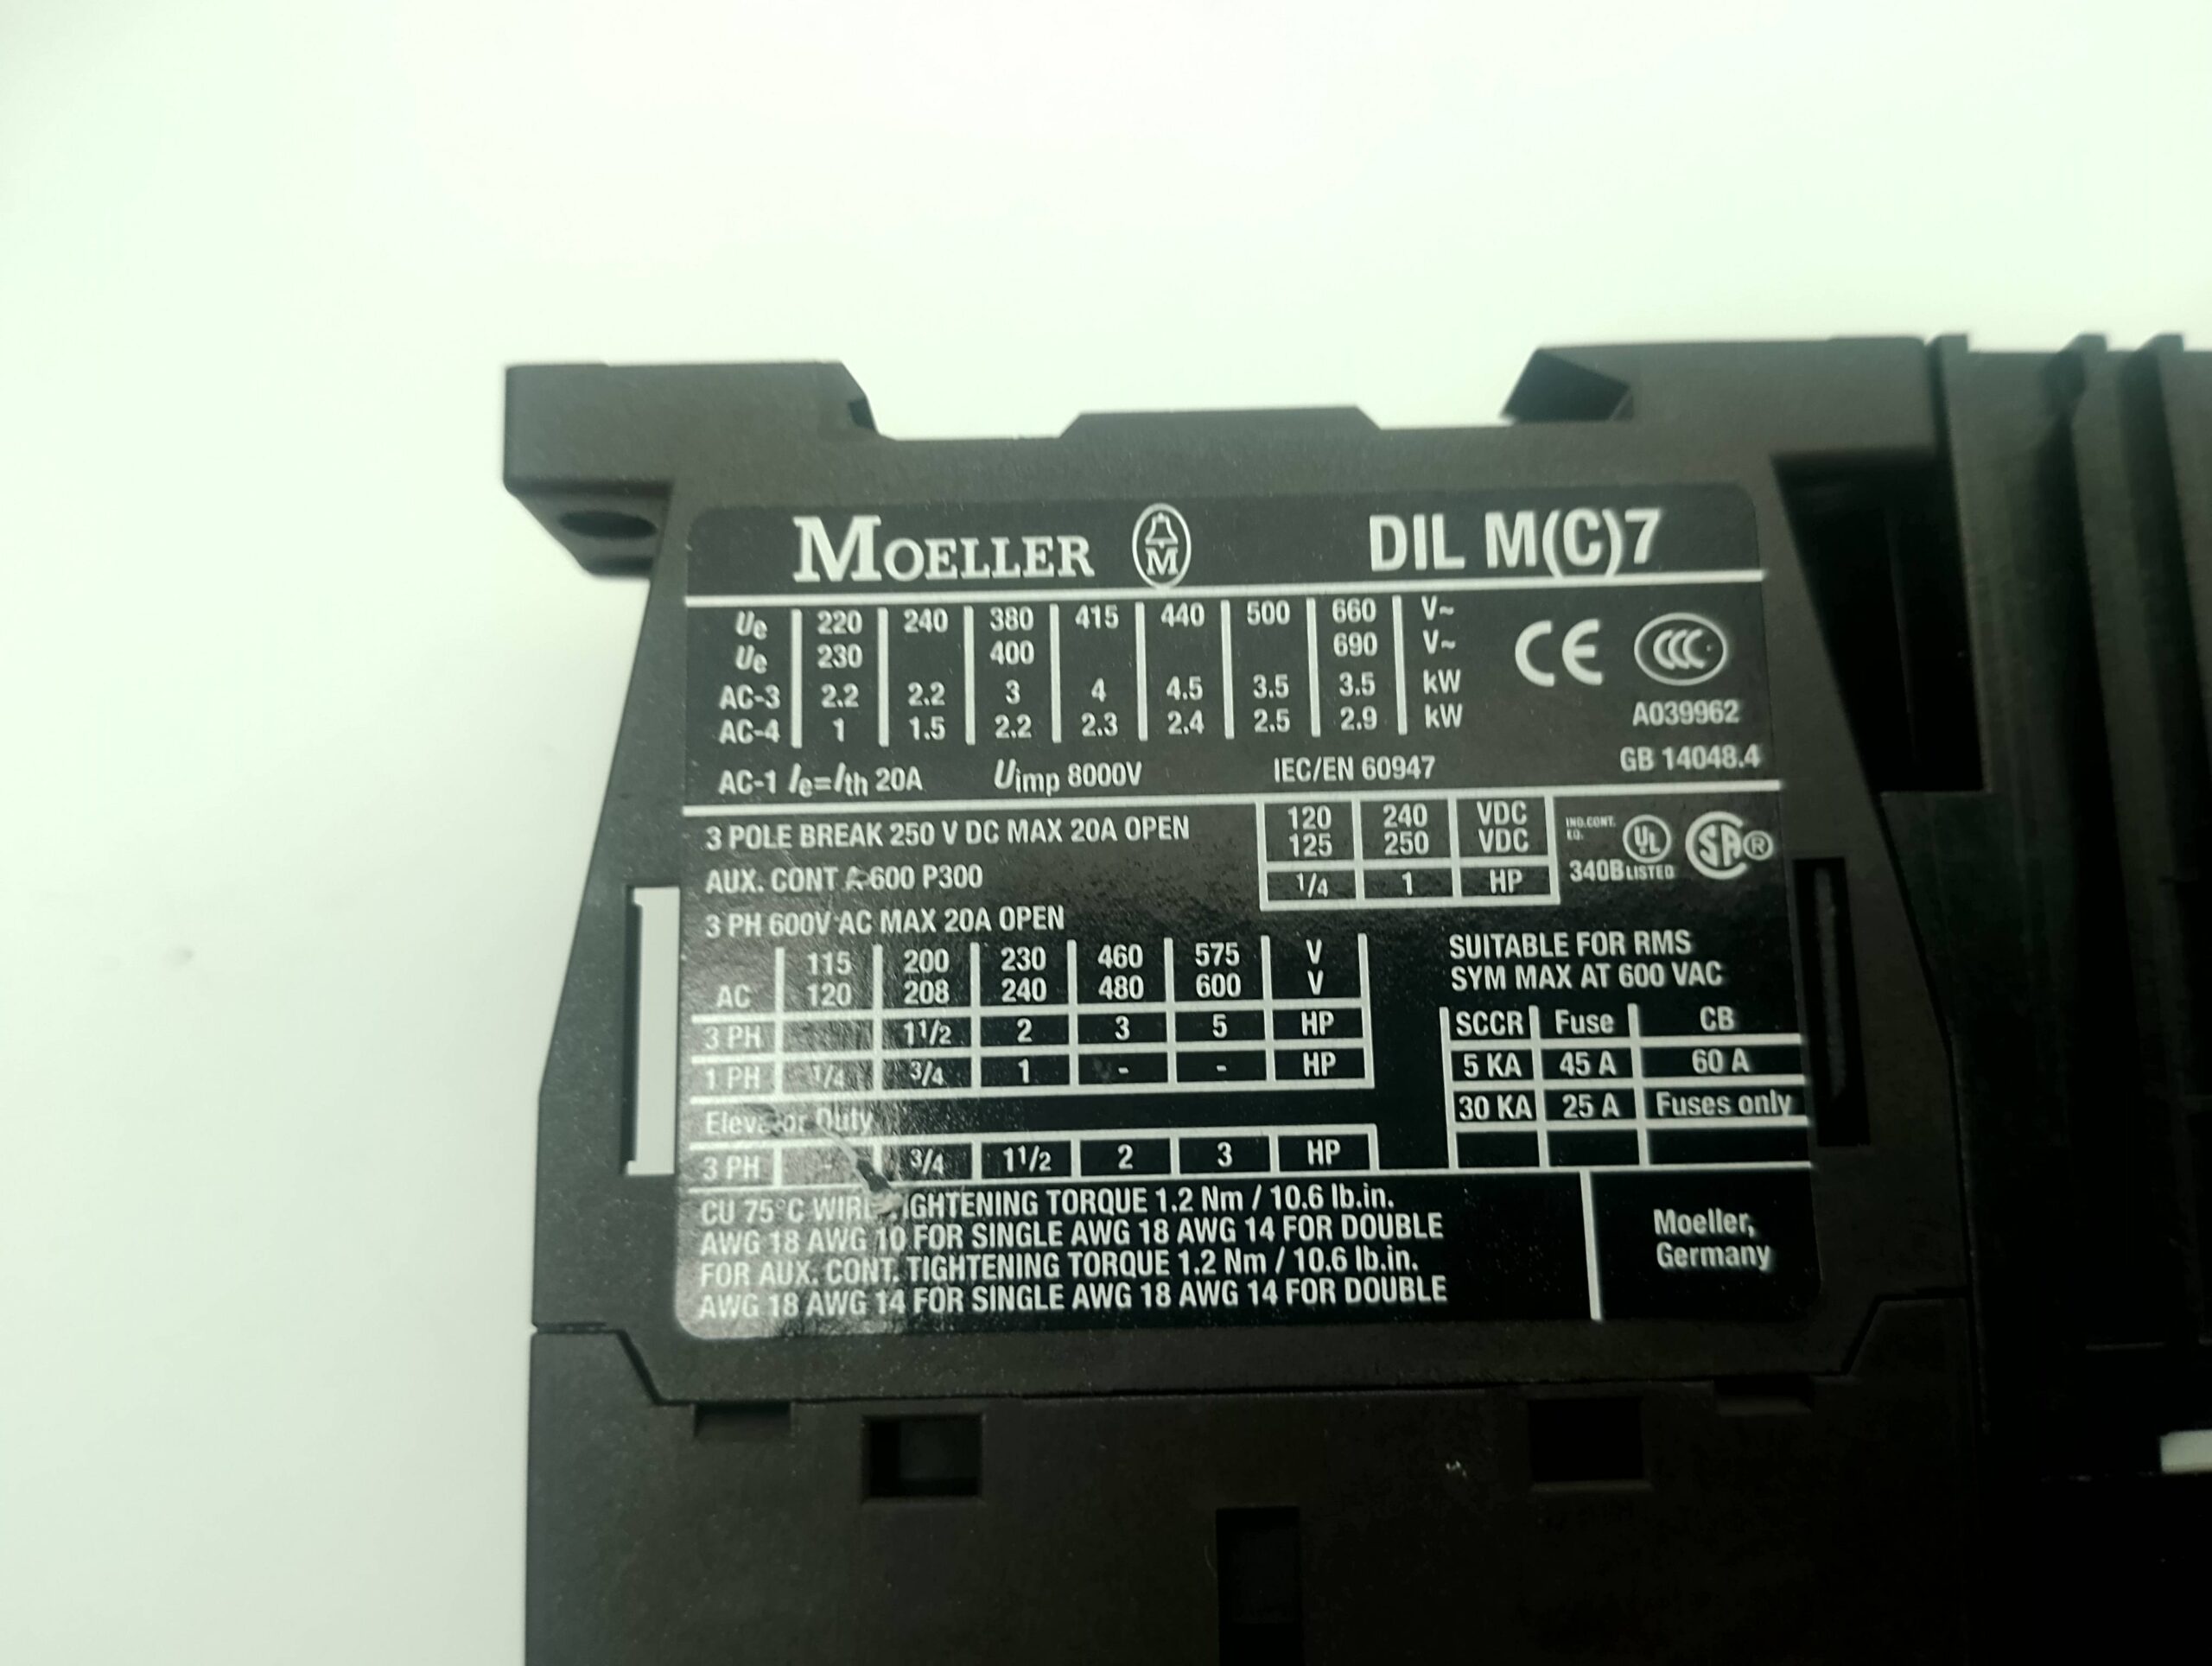 MOELLER M DIL M(C)7
Ue 220 240 380 415 440 500 660 V~
Ue 230 400 690 V~
AC-3 2.2 2.2 3 4 4.5 3.5 3.5 kW
AC-4 1 1.5 2.2 2.3 2.4 2.5 2.9 kW
CE CCC
A039962
AC-1 Ie=Ith 20A Uimp 8000V IEC/EN 60947 GB 14048.4
3 POLE BREAK 250 V DC MAX 20A OPEN
AUX. CONT A 600 P300
120 240 VDC
125 250 VDC
1/4 1 HP
IND.CONT.
EQ.
UL SA ®
340B LISTED
3 PH 600V AC MAX 20A OPEN
115 200 230 460 575 V
AC 120 208 240 480 600 V
3 PH 1 1/2 2 3 5 HP
1 PH 1/4 3/4 1 - - HP
Elevator Duty
3 PH - 3/4 1 1/2 2 3 HP
SUITABLE FOR RMS
SYM MAX AT 600 VAC
SCCR Fuse CB
5 KA 45 A 60 A
30 KA 25 A Fuses only
CU 75°C WIRE TIGHTENING TORQUE 1.2 Nm / 10.6 lb.in.
AWG 18 AWG 10 FOR SINGLE AWG 18 AWG 14 FOR DOUBLE
FOR AUX. CONT. TIGHTENING TORQUE 1.2 Nm / 10.6 lb.in.
AWG 18 AWG 14 FOR SINGLE AWG 18 AWG 14 FOR DOUBLE
Moeller,
Germany